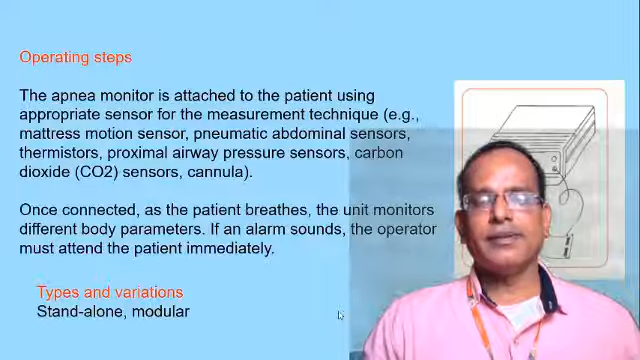 Operating steps
The apnea monitor is attached to the patient using
appropriate sensor for the measurement technique (e.g.,
mattress motion sensor, pneumatic abdominal sensors,
thermistors, proximal airway pressure sensors, carbon
dioxide (CO2) sensors, cannula).
Once connected, as the patient breathes, the unit monitors
different body parameters. If an alarm sounds, the operator
must attend the patient immediately.
Types and variations
Stand-alone, modular